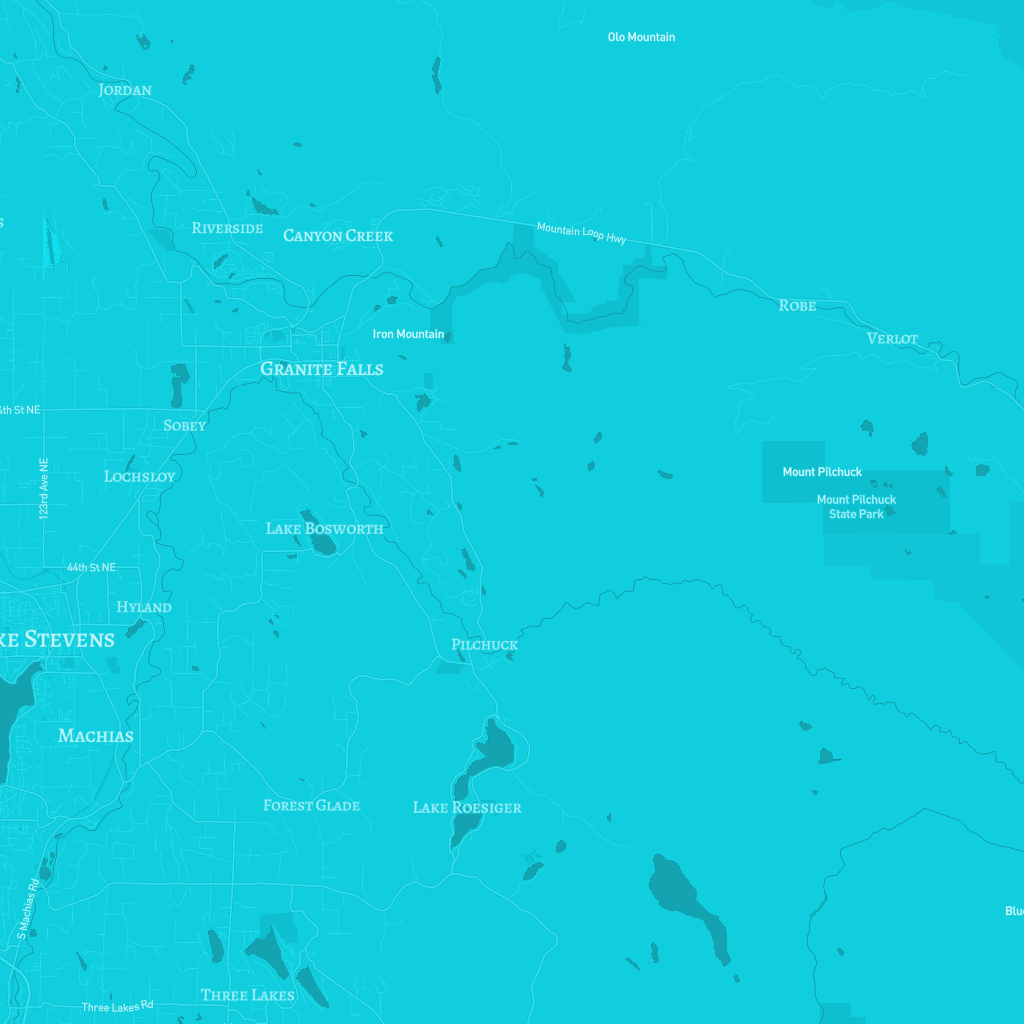 Olo Mountain
Jordan
Riverside
Canyon Creek
Mountain Loop Hwy
Robe
Iron Mountain
Verlot
Granite Falls
Sobey
Lochsloy
123rd Ave NE
Mount Pilchuck
Mount Pilchuck
State Park
Lake Bosworth
44th St NE
Hyland
Stevens
Pilchuck
Machias
Forest Glade
Lake Roesiger
S Machias Rd
Three Lakes
Three Lakes Rd